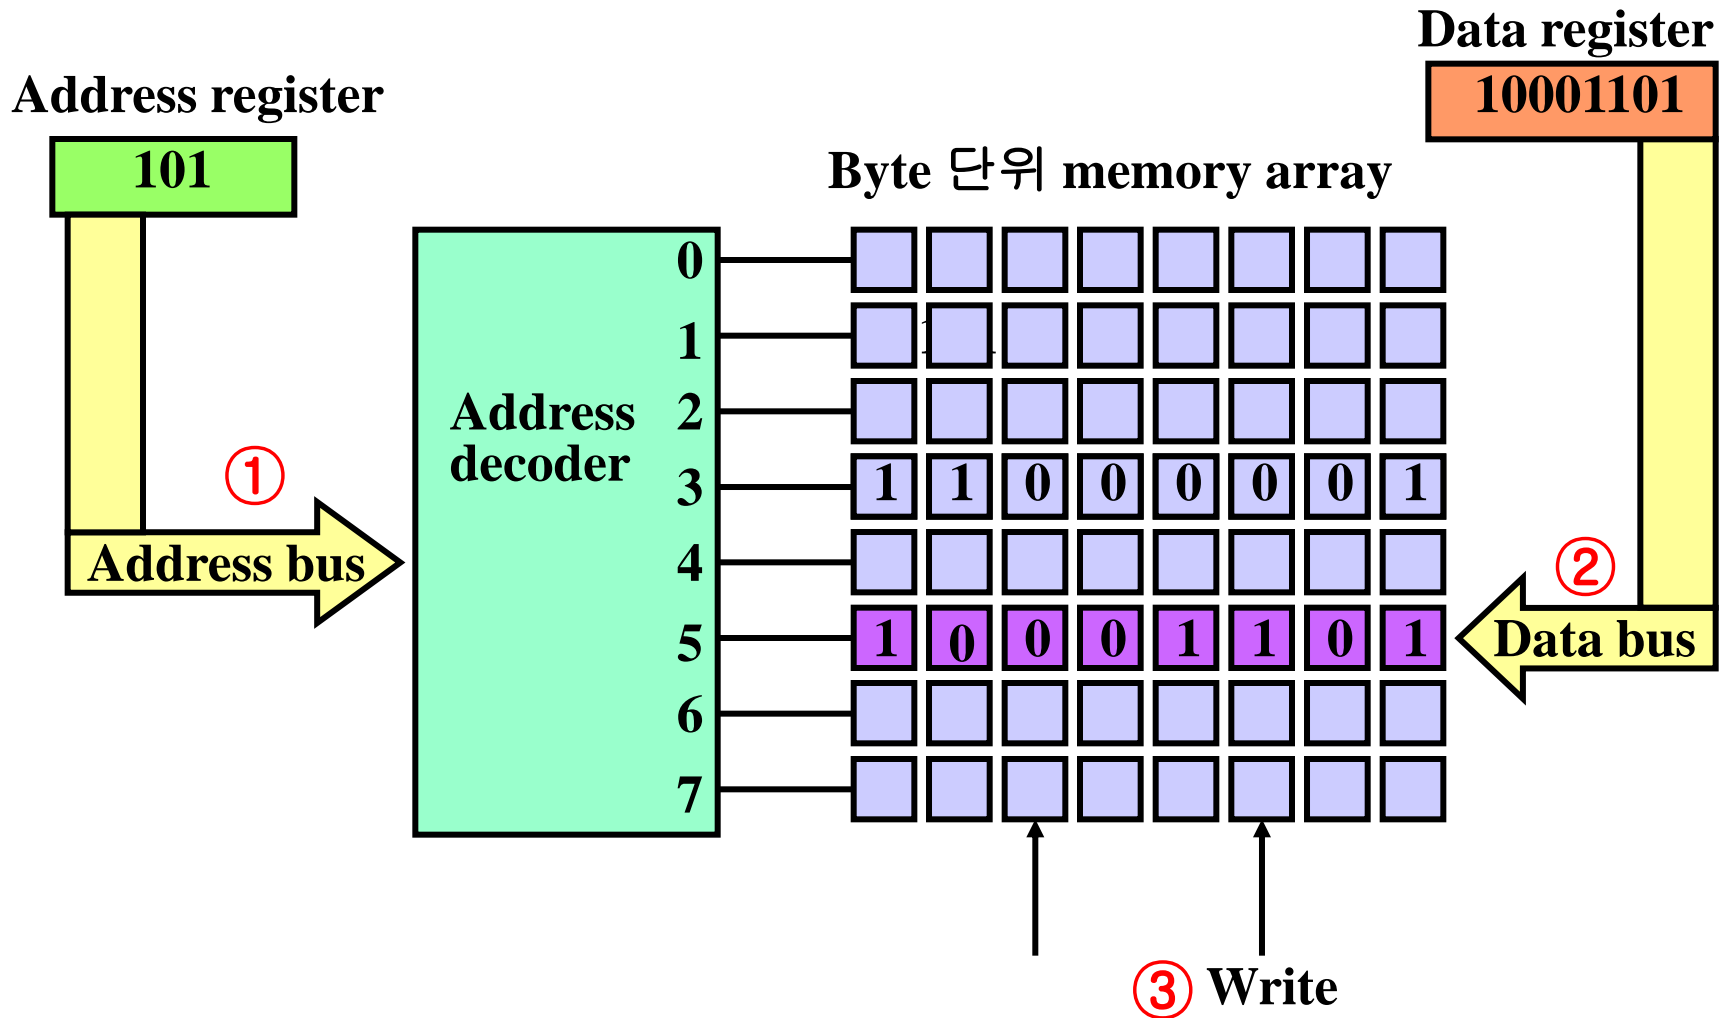 Data register
10001101
Address register
101
Byte 단위 memory array
0
1
2
Address
decoder
3
1 1 0 0 0 0 0 1
①
4
Address bus
②
5
1 0 0 0 1 1 0 1
Data bus
6
7
③ Write